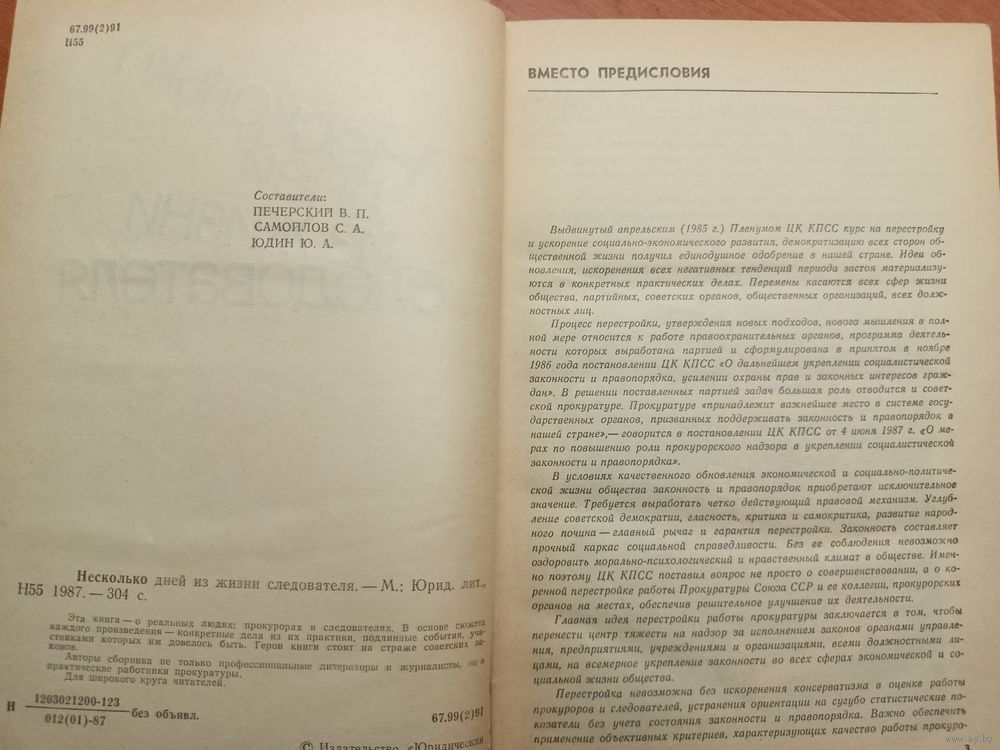 67.99(2)91
Н55
Составители:
ПЕЧЕРСКИЙ В. П.
САМОЙЛОВ С. А.
ЮДИН Ю. А.
Несколько дней из жизни следователя. — М.: Юрид. лит.,
Н55 1987. — 304 с.
Эта книга — о реальных людях: прокурорах и следователях. В основе сюжета
каждого произведения — конкретные дела из их практики, подлинные события, уча-
стниками которых им довелось быть. Герои книги стоят на страже советских за-
конов.
Авторы сборника не только профессиональные литераторы и журналисты, но и
практические работники прокуратуры.
Для широкого круга читателей.
Н 1203021200-123
012(01)-87 без объявл.
67.99(2)91
© Издательство «Юридическая
ВМЕСТО ПРЕДИСЛОВИЯ
Выдвинутый апрельским (1985 г.) Пленумом ЦК КПСС курс на перестройку
и ускорение социально-экономического развития, демократизацию всех сторон об-
щественной жизни получил единодушное одобрение в нашей стране. Идеи об-
новления, искоренения всех негативных тенденций периода застоя материализу-
ются в конкретных практических делах. Перемены касаются всех сфер жизни
общества, партийных, советских органов, общественных организаций, всех долж-
ностных лиц.
Процесс перестройки, утверждения новых подходов, нового мышления в пол-
ной мере относится к работе правоохранительных органов, программа деятель-
ности которых выработана партией и сформулирована в принятом в ноябре
1986 года постановлении ЦК КПСС «О дальнейшем укреплении социалистической
законности и правопорядка, усилении охраны прав и законных интересов граж-
дан». В решении поставленных партией задач большая роль отводится и совет-
ской прокуратуре. Прокуратуре «принадлежит важнейшее место в системе госу-
дарственных органов, призванных поддерживать законность и правопорядок в
нашей стране»,— говорится в постановлении ЦК КПСС от 4 июня 1987 г. «О ме-
рах по повышению роли прокурорского надзора в укреплении социалистической
законности и правопорядка».
В условиях качественного обновления экономической и социально-политиче-
ской жизни общества законность и правопорядок приобретают исключительное
значение. Требуется выработать четко действующий правовой механизм. Углуб-
ление советской демократии, гласность, критика и самокритика, развитие народ-
ного почина — главный рычаг и гарантия перестройки. Законность составляет
прочный каркас социальной справедливости. Без ее соблюдения невозможно
оздоровить морально-психологический и нравственный климат в обществе. Имен-
но поэтому ЦК КПСС поставил вопрос не просто о совершенствовании, а о ко-
ренной перестройке работы Прокуратуры Союза ССР и ее коллегии, прокурорских
органов на местах, обеспечив решительное улучшение их деятельности.
Главная идея перестройки работы прокуратуры заключается в том, чтобы
перенести центр тяжести на надзор за исполнением законов органами управле-
ния, предприятиями, учреждениями и организациями, всеми должностными ли-
цами, на всемерное укрепление законности во всех сферах экономической и со-
циальной жизни общества.
Перестройка невозможна без искоренения консерватизма в оценке работы
прокуроров и следователей, устранения ориентации на сугубо статистические по-
казатели без учета состояния законности и правопорядка. Важно обеспечить
применение объективных критериев, характеризующих качество работы прокуро-
3
www.ay.by